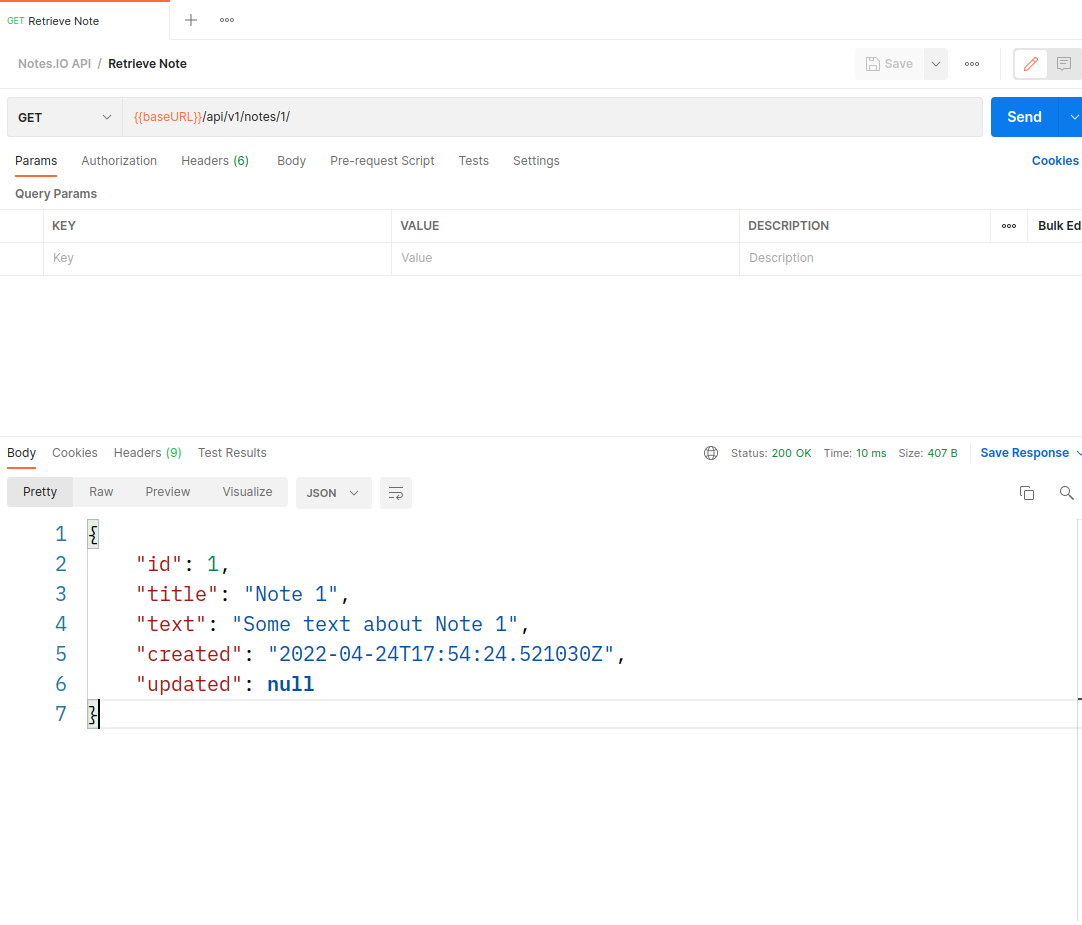 GET Retrieve Note
Notes.IO API / Retrieve Note
Save
GET {{baseURL}}/api/v1/notes/1/ Send
Params Authorization Headers (6) Body Pre-request Script Tests Settings Cookies
Query Params
KEY VALUE DESCRIPTION Bulk Ed
Key Value Description
Body Cookies Headers (9) Test Results Status: 200 OK Time: 10 ms Size: 407 B Save Response
Pretty Raw Preview Visualize JSON
1 {
2 "id": 1,
3 "title": "Note 1",
4 "text": "Some text about Note 1",
5 "created": "2022-04-24T17:54:24.521030Z",
6 "updated": null
7 }